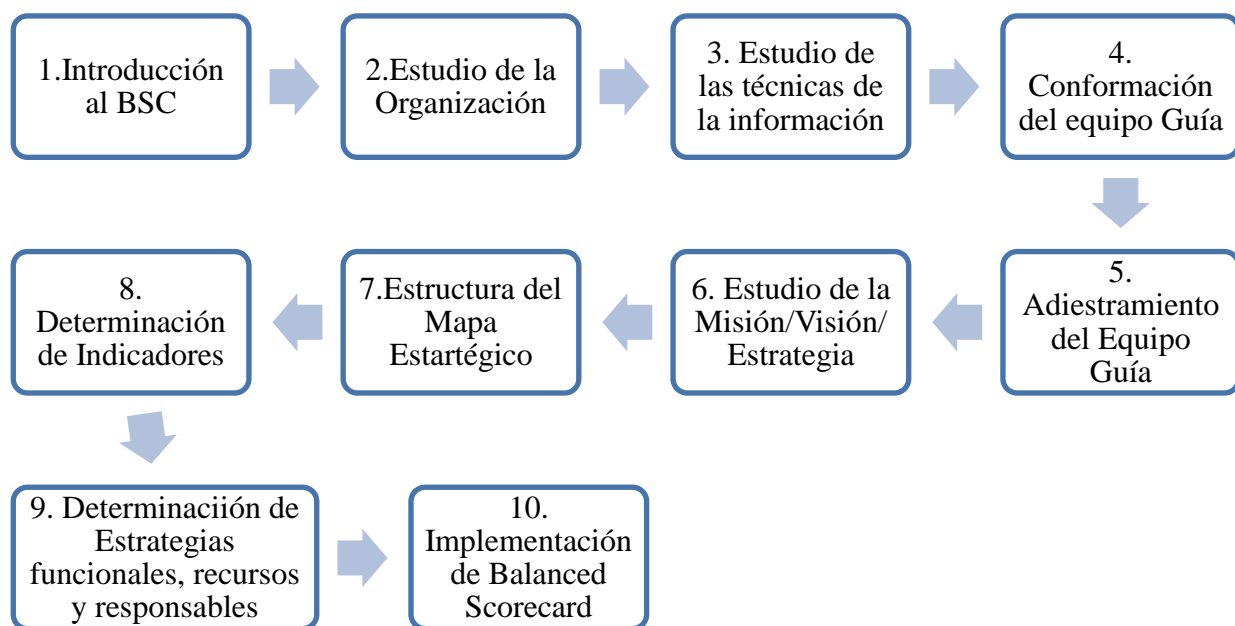 1.Introducción
al BSC
2.Estudio de la
Organización
3. Estudio de
las técnicas de
la información
4.
Conformación
del equipo Guía
5.
Adiestramiento
del Equipo
Guía
6. Estudio de la
Misión/Visión/
Estrategia
7.Estructura del
Mapa
Estartégico
8.
Determinación
de Indicadores
9. Determinaciión de
Estrategias
funcionales, recursos
y responsables
10.
Implementación
de Balanced
Scorecard